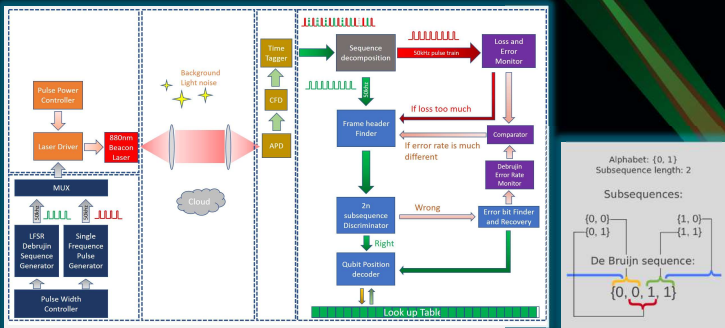 Pulse Power
Controller
Laser Driver
880nm
Beacon
Laser
MUX
50kHz
50kHz
LFSR
Debrujin
Sequence
Generator
Single
Frequence
Pulse
Generator
Pulse Width
Controller
Background
Light noise
Cloud
Time
Tagger
CFD
APD
Sequence
decomposition
50kHz pulse train
Loss and
Error
Monitor
50kHz
If loss too much
Frame header
Finder
If error rate is much
different
Comparator
Debrujin
Error Rate
Monitor
2n
subsequence
Discriminator
Wrong
Error bit Finder
and Recovery
Right
Qubit Position
decoder
Look up Table
Alphabet: {0, 1}
Subsequence length: 2
Subsequences:
{0, 0}
{1, 0}
{0, 1}
{1, 1}
De Bruijn sequence:
{0, 0, 1, 1}